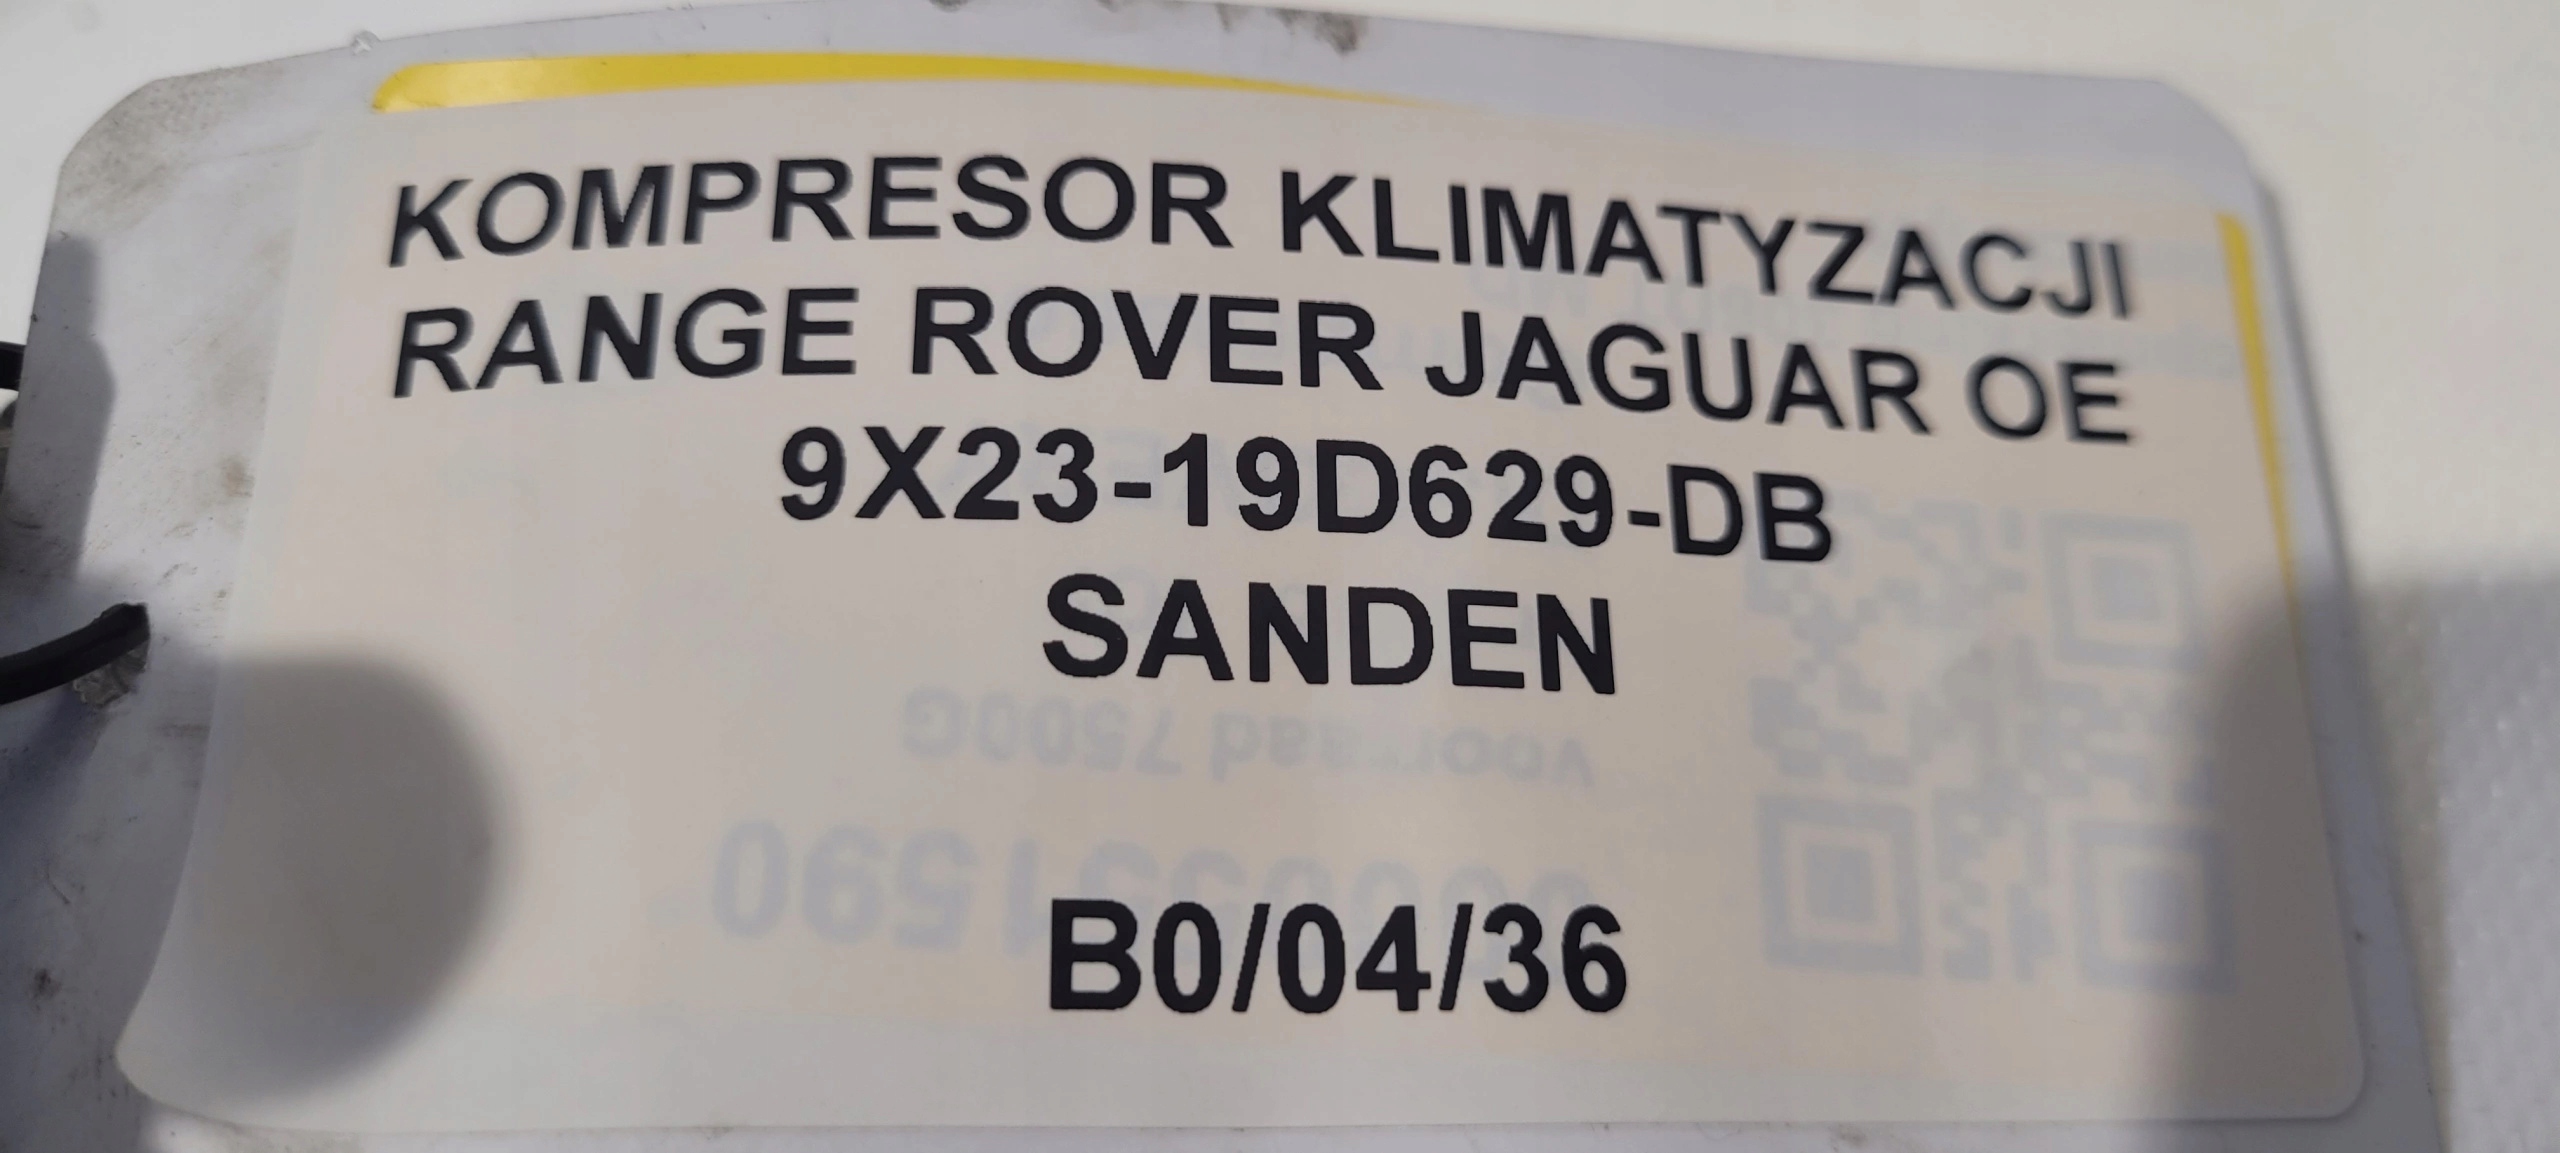 KOMPRESOR KLIMATYZACJI
RANGE ROVER JAGUAR OE
9X23-19D629-DB
SANDEN
B0/04/36